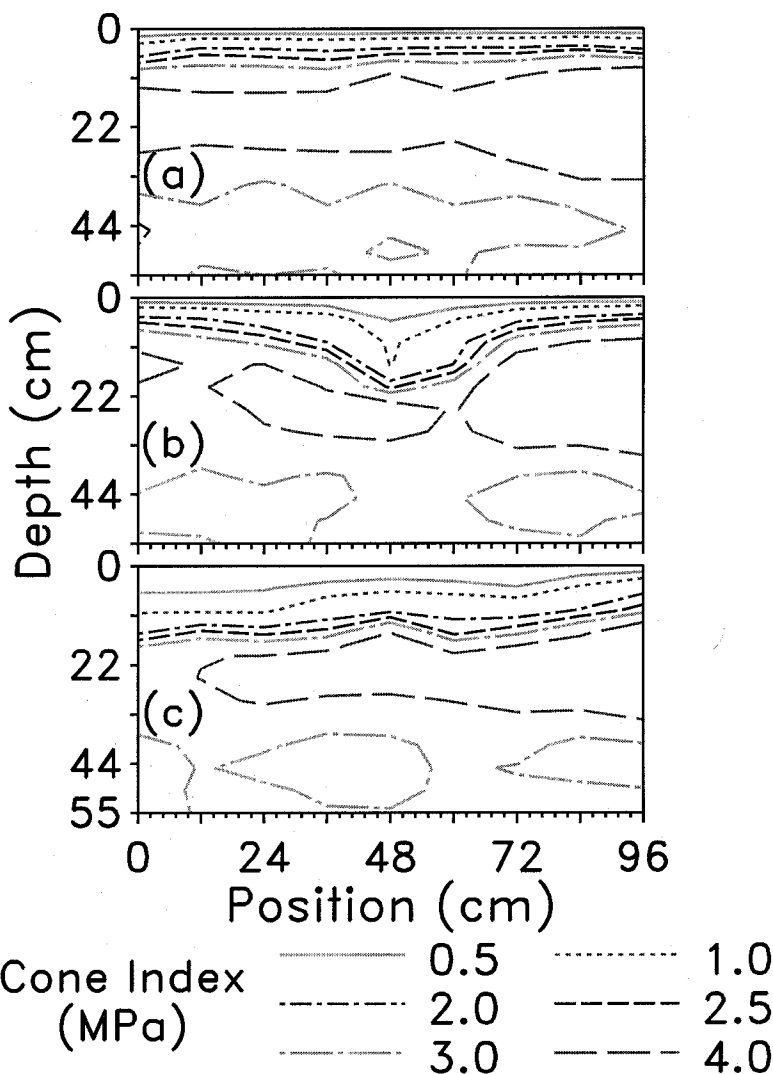 0
22
44
(a)
0
22
44
(b)
0
22
44
55
(c)
Depth (cm)
0 24 48 72 96
Position (cm)
Cone Index
(MPa)
0.5 1.0
2.0 2.5
3.0 4.0